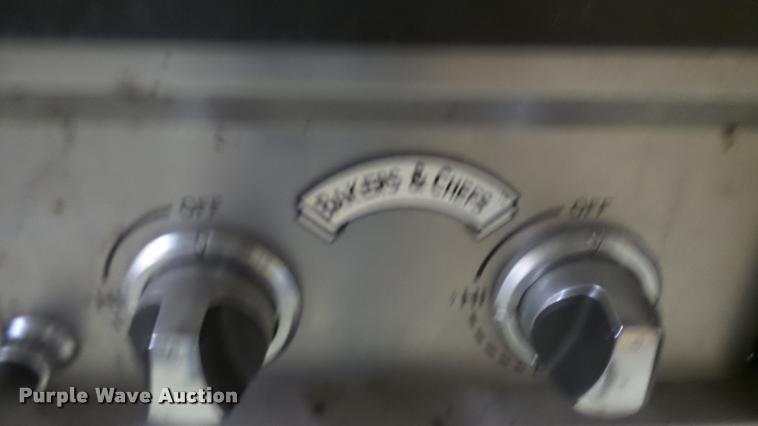 BAKERS & CHEFS
OFF
OFF
Purple Wave Auction